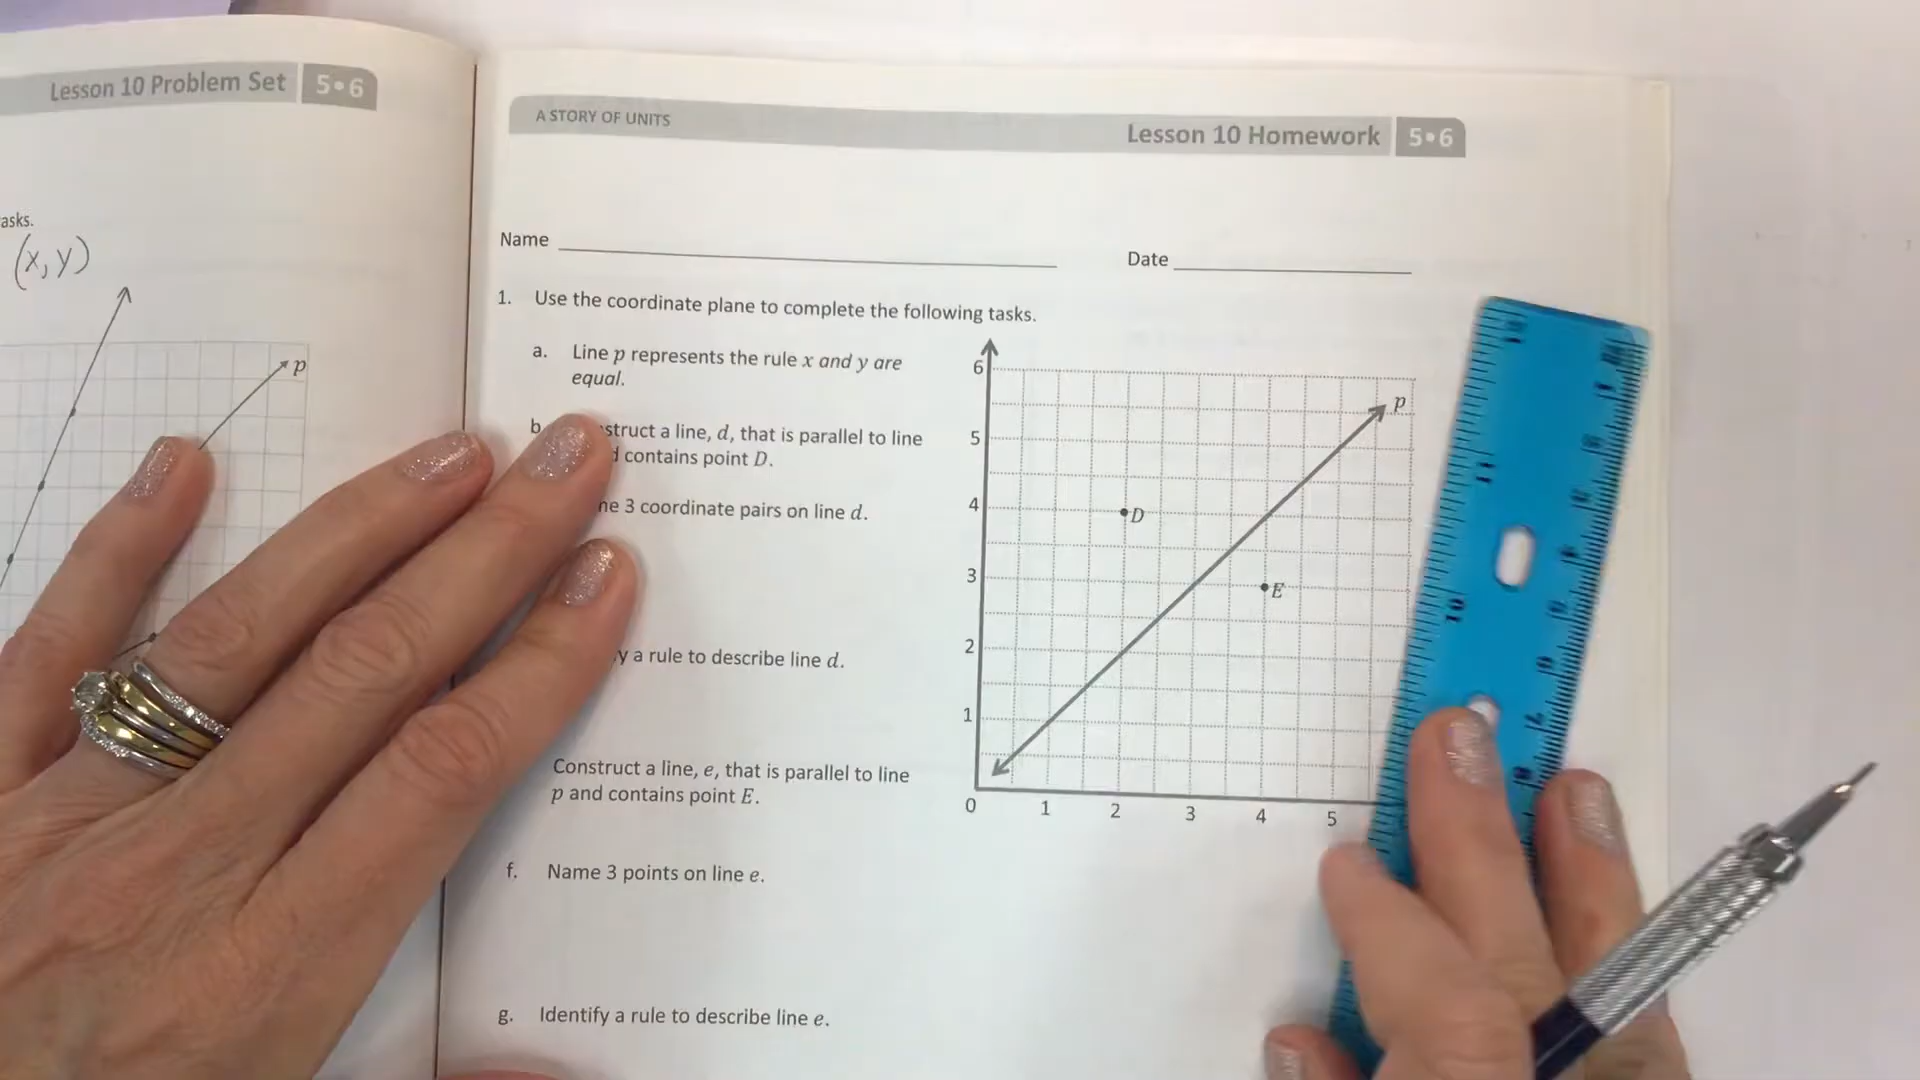 Lesson 10 Problem Set 5•6
asks.
(x, y)
p
A STORY OF UNITS
Lesson 10 Homework 5•6
Name
Date
1. Use the coordinate plane to complete the following tasks.
a. Line p represents the rule x and y are
equal.
b struct a line, d, that is parallel to line
d contains point D.
ne 3 coordinate pairs on line d.
y a rule to describe line d.
Construct a line, e, that is parallel to line
p and contains point E.
f. Name 3 points on line e.
g. Identify a rule to describe line e.
6
5
4
3
2
1
0 1 2 3 4 5
p
D
E
11
10